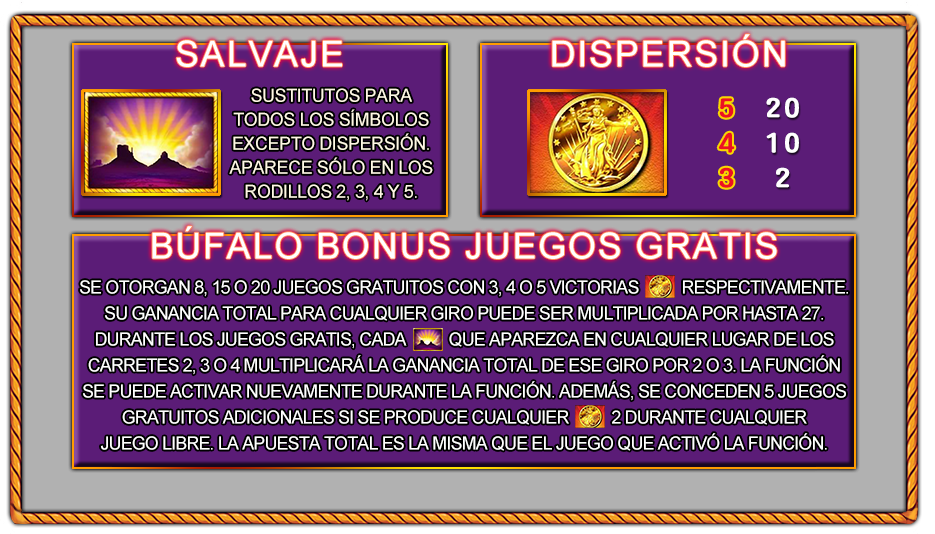 SALVAJE
SUSTITUTOS PARA
TODOS LOS SÍMBOLOS
EXCEPTO DISPERSIÓN.
APARECE SÓLO EN LOS
RODILLOS 2, 3, 4 Y 5.
DISPERSIÓN
5 20
4 10
3 2
BÚFALO BONUS JUEGOS GRATIS
SE OTORGAN 8, 15 O 20 JUEGOS GRATUITOS CON 3, 4 O 5 VICTORIAS RESPECTIVAMENTE.
SU GANANCIA TOTAL PARA CUALQUIER GIRO PUEDE SER MULTIPLICADA POR HASTA 27.
DURANTE LOS JUEGOS GRATIS, CADA QUE APAREZCA EN CUALQUIER LUGAR DE LOS
CARRETES 2, 3 O 4 MULTIPLICARÁ LA GANANCIA TOTAL DE ESE GIRO POR 2 O 3. LA FUNCIÓN
SE PUEDE ACTIVAR NUEVAMENTE DURANTE LA FUNCIÓN. ADEMÁS, SE CONCEDEN 5 JUEGOS
GRATUITOS ADICIONALES SI SE PRODUCE CUALQUIER 2 DURANTE CUALQUIER
JUEGO LIBRE. LA APUESTA TOTAL ES LA MISMA QUE EL JUEGO QUE ACTIVÓ LA FUNCIÓN.